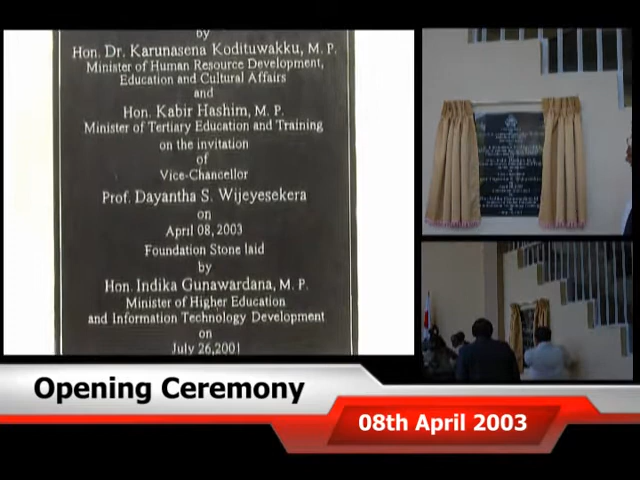 by
Hon. Dr. Karunasena Kodituwakku, M. P.
Minister of Human Resource Development,
Education and Cultural Affairs
and
Hon. Kabir Hashim, M. P.
Minister of Tertiary Education and Training
on the invitation
of
Vice-Chancellor
Prof. Dayantha S. Wijeyesekera
on
April 08, 2003
Foundation Stone laid
by
Hon. Indika Gunawardana, M. P.
Minister of Higher Education
and Information Technology Development
on
July 26,2001
Opening Ceremony
08th April 2003